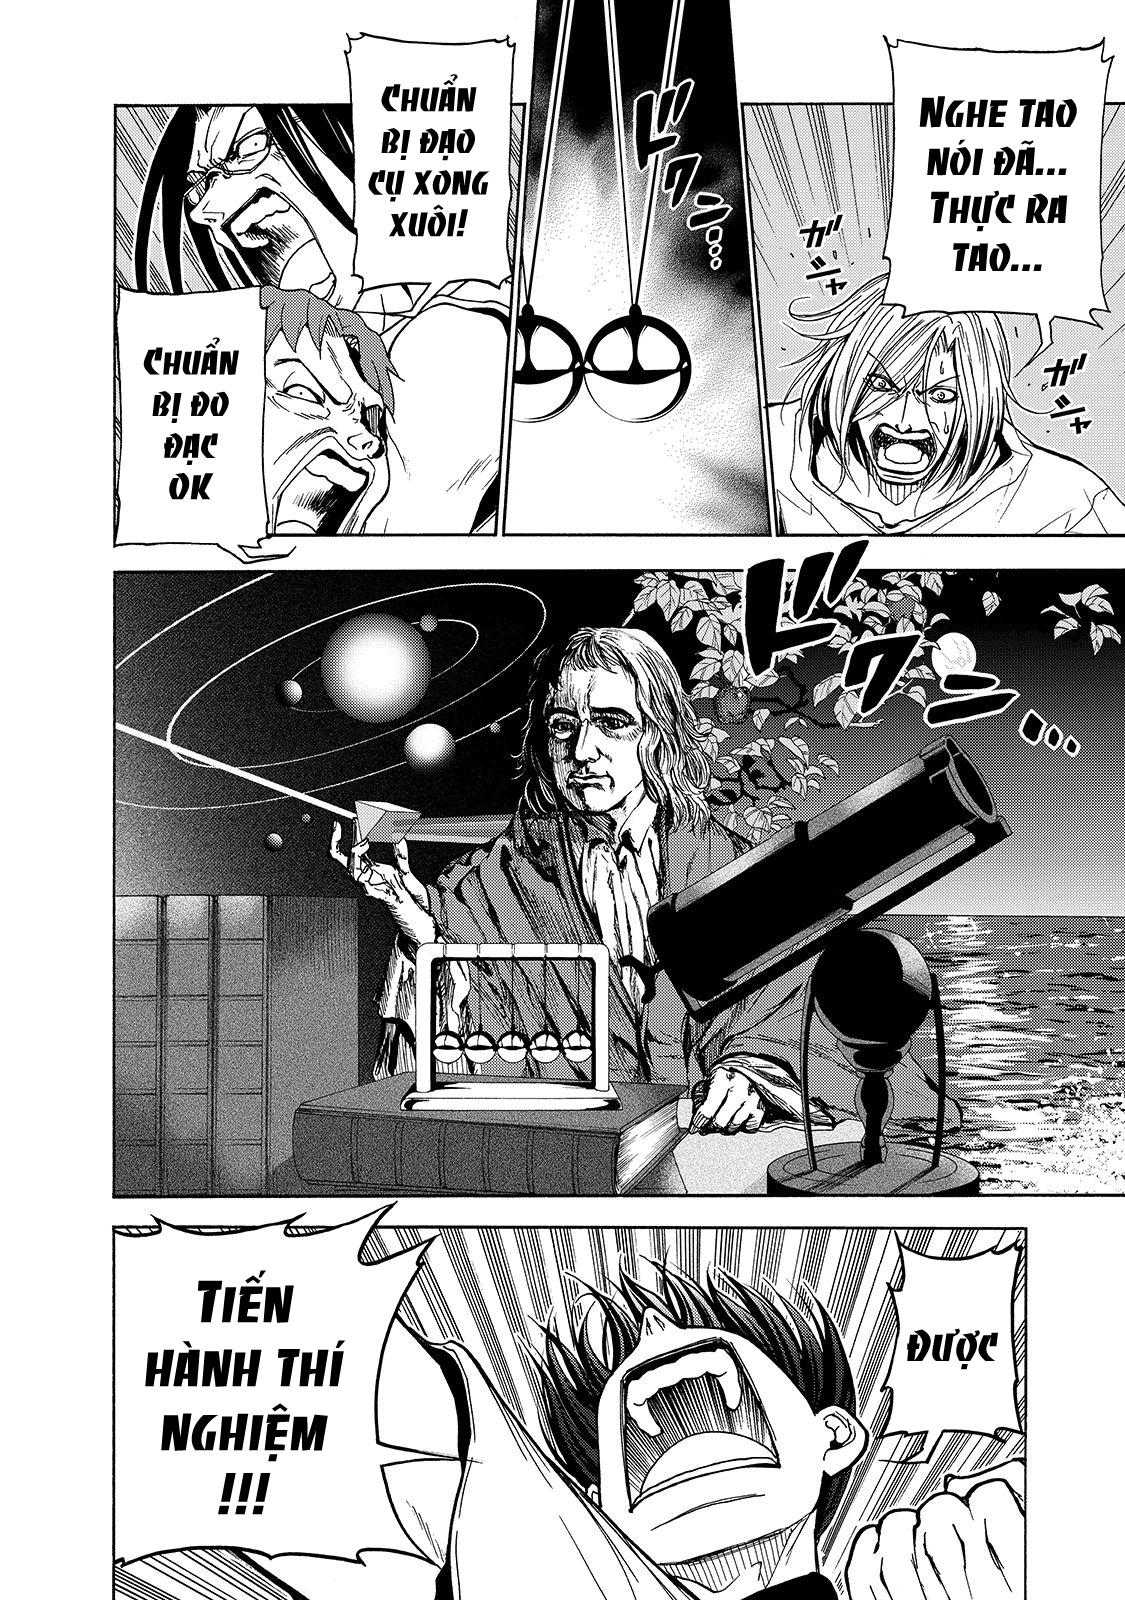 NGHE TAO
NÓI ĐÃ...
THỰC RA
TAO...
ガ
シャ
ガ
シャ
ドクン...
CHUẨN
BỊ ĐẠO
CỤ XONG
XUÔI!
CHUẨN
BỊ ĐO
ĐẠC
OK
ドクン...
ĐƯỢC
TIẾN
HÀNH THÍ
NGHIỆM
!!!